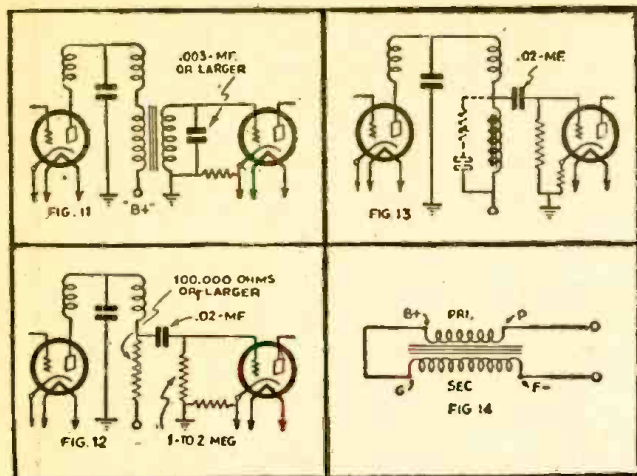 .003-MF.
OR LARGER
FIG. 11
"B+"
.02-MF.
FIG. 13
100,000 OHMS
OR LARGER
.02-MF
FIG. 12
1-TO 2 MEG
B+
PRI.
P
G
SEC
F-
FIG 14